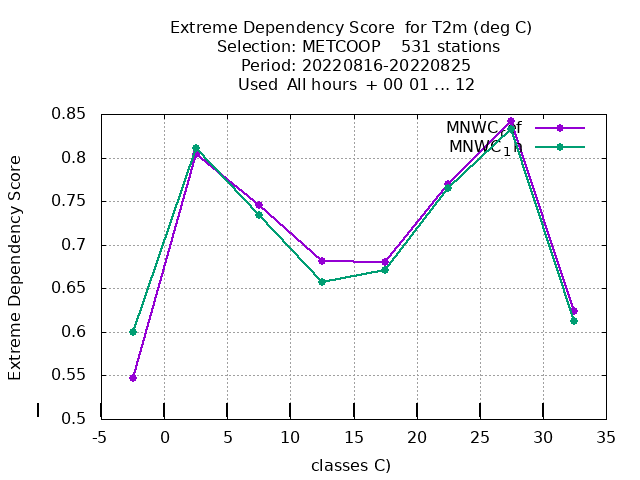 Extreme Dependency Score for T2m (deg C)
Selection: METCOOP 531 stations
Period: 20220816-20220825
Used All hours + 00 01 ... 12
Extreme Dependency Score
0.85
0.8
0.75
0.7
0.65
0.6
0.55
0.5
-5
0
5
10
15
20
25
30
35
classes C)